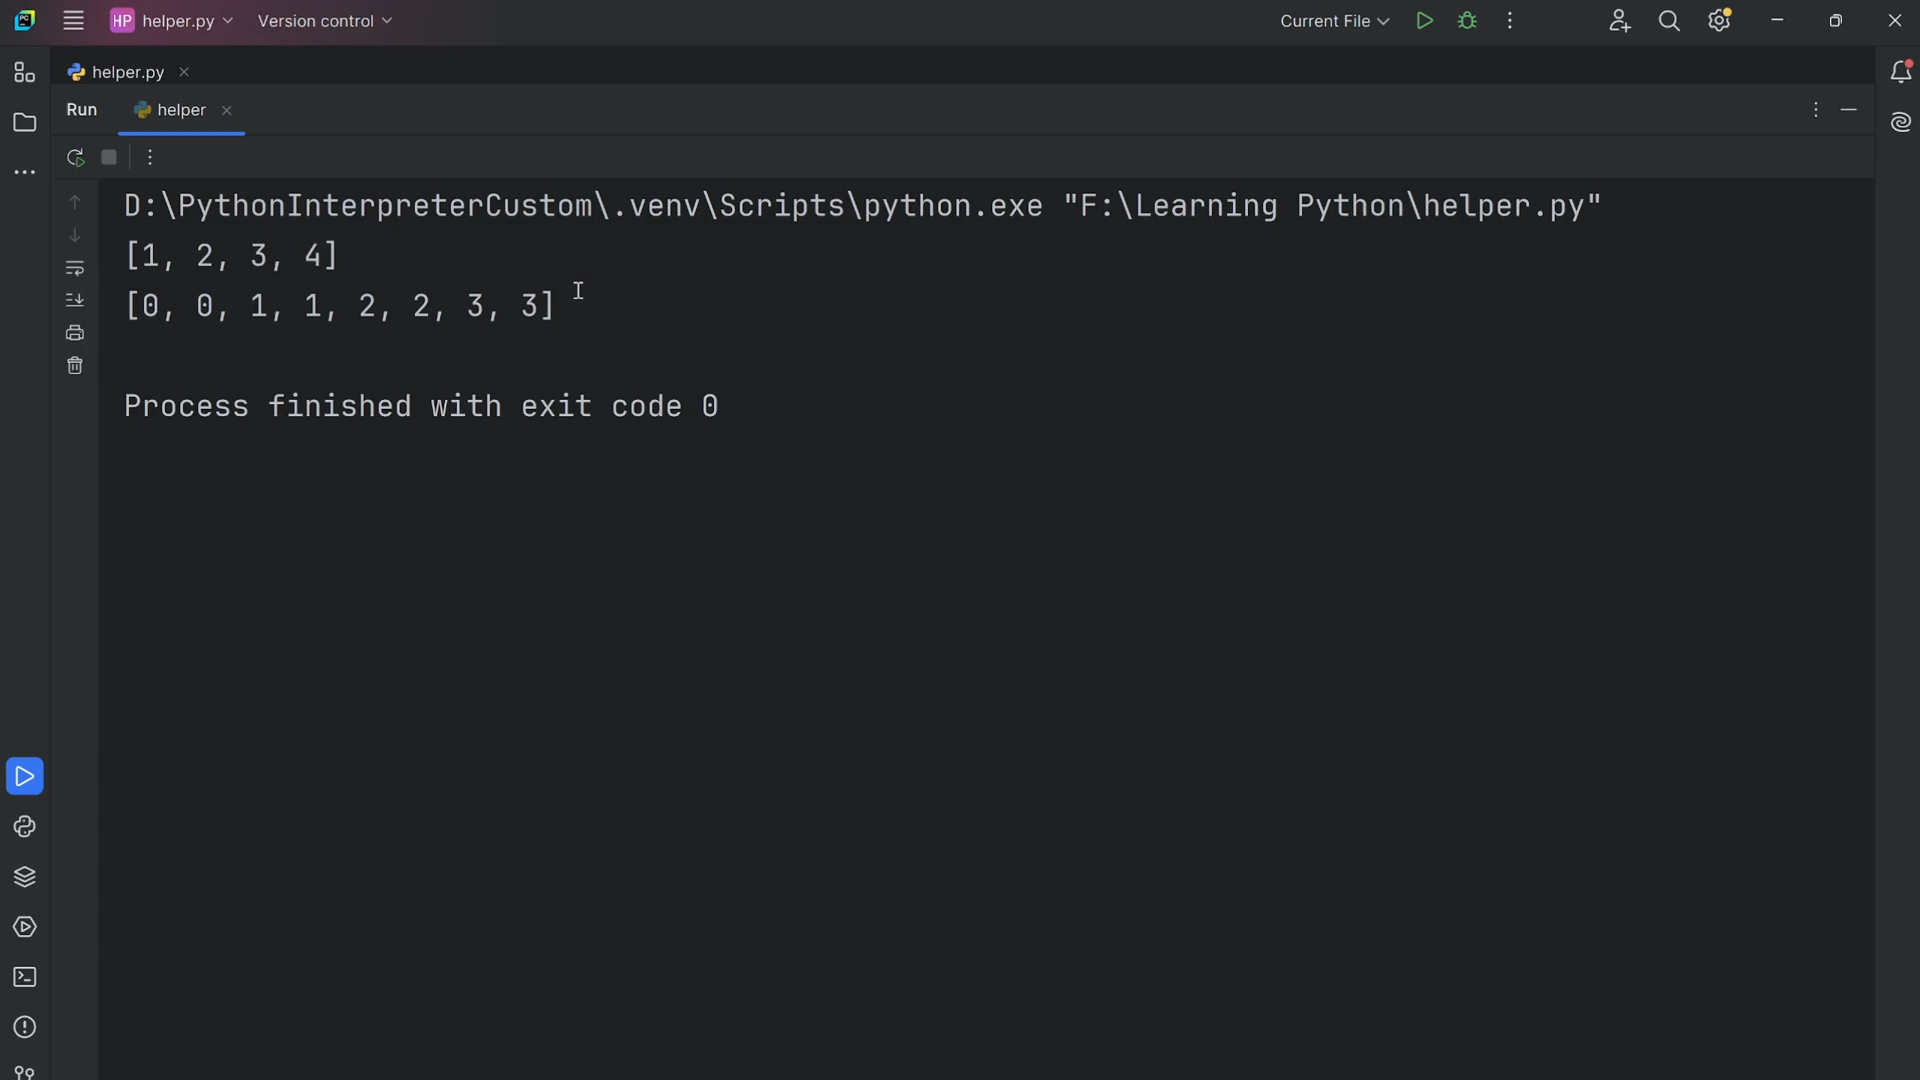 HP helper.py Version control Current File
helper.py
Run helper
D:\PythonInterpreterCustom\.venv\Scripts\python.exe "F:\Learning Python\helper.py"
[1, 2, 3, 4]
[0, 0, 1, 1, 2, 2, 3, 3]
Process finished with exit code 0